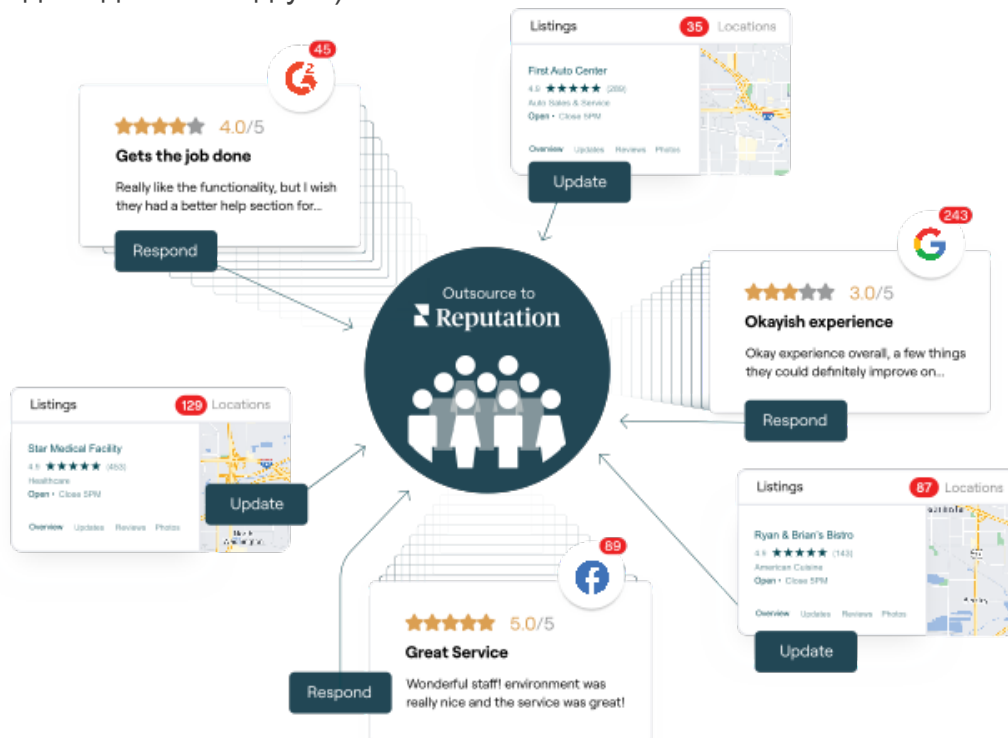 45
4.0/5
Gets the job done
Really like the functionality, but I wish
they had a better help section for...
Respond
Listings 35 Locations
First Auto Center
4.9 (289)
Auto Sales & Service
Open • Close 5PM
Overview Updates Reviews Photos
Update
Outsource to
Reputation
243
3.0/5
Okayish experience
Okay experience overall, a few things
they could definitely improve on...
Respond
Listings 129 Locations
Star Medical Facility
4.9 (453)
Healthcare
Open • Close 5PM
Overview Updates Reviews Photos
Update
Listings 87 Locations
Ryan & Brian's Bistro
4.9 (143)
American Cuisine
Open • Close 5PM
Overview Updates Reviews Photos
Update
89
5.0/5
Great Service
Wonderful staff! environment was
really nice and the service was great!
Respond